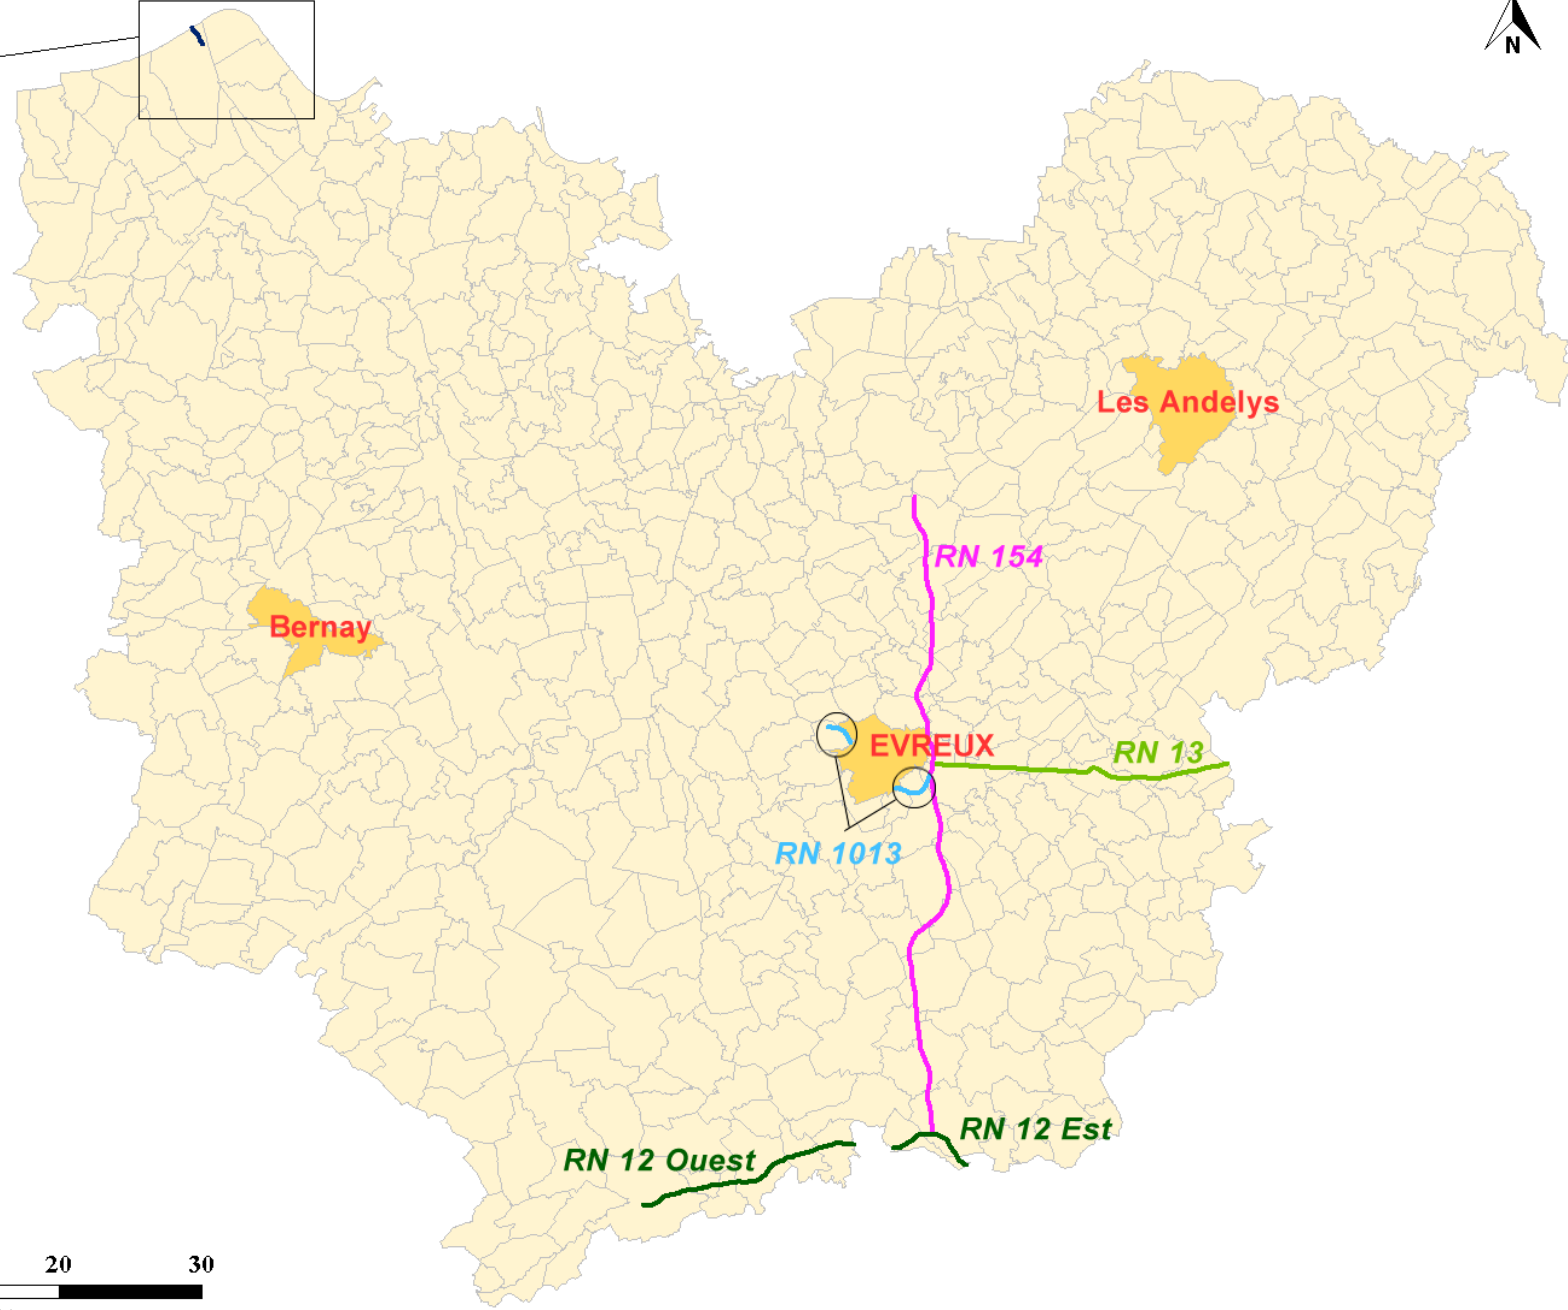 N
Les Andelys
RN 154
Bernay
EVREUX
RN 13
RN 1013
RN 12 Est
RN 12 Ouest
20 30